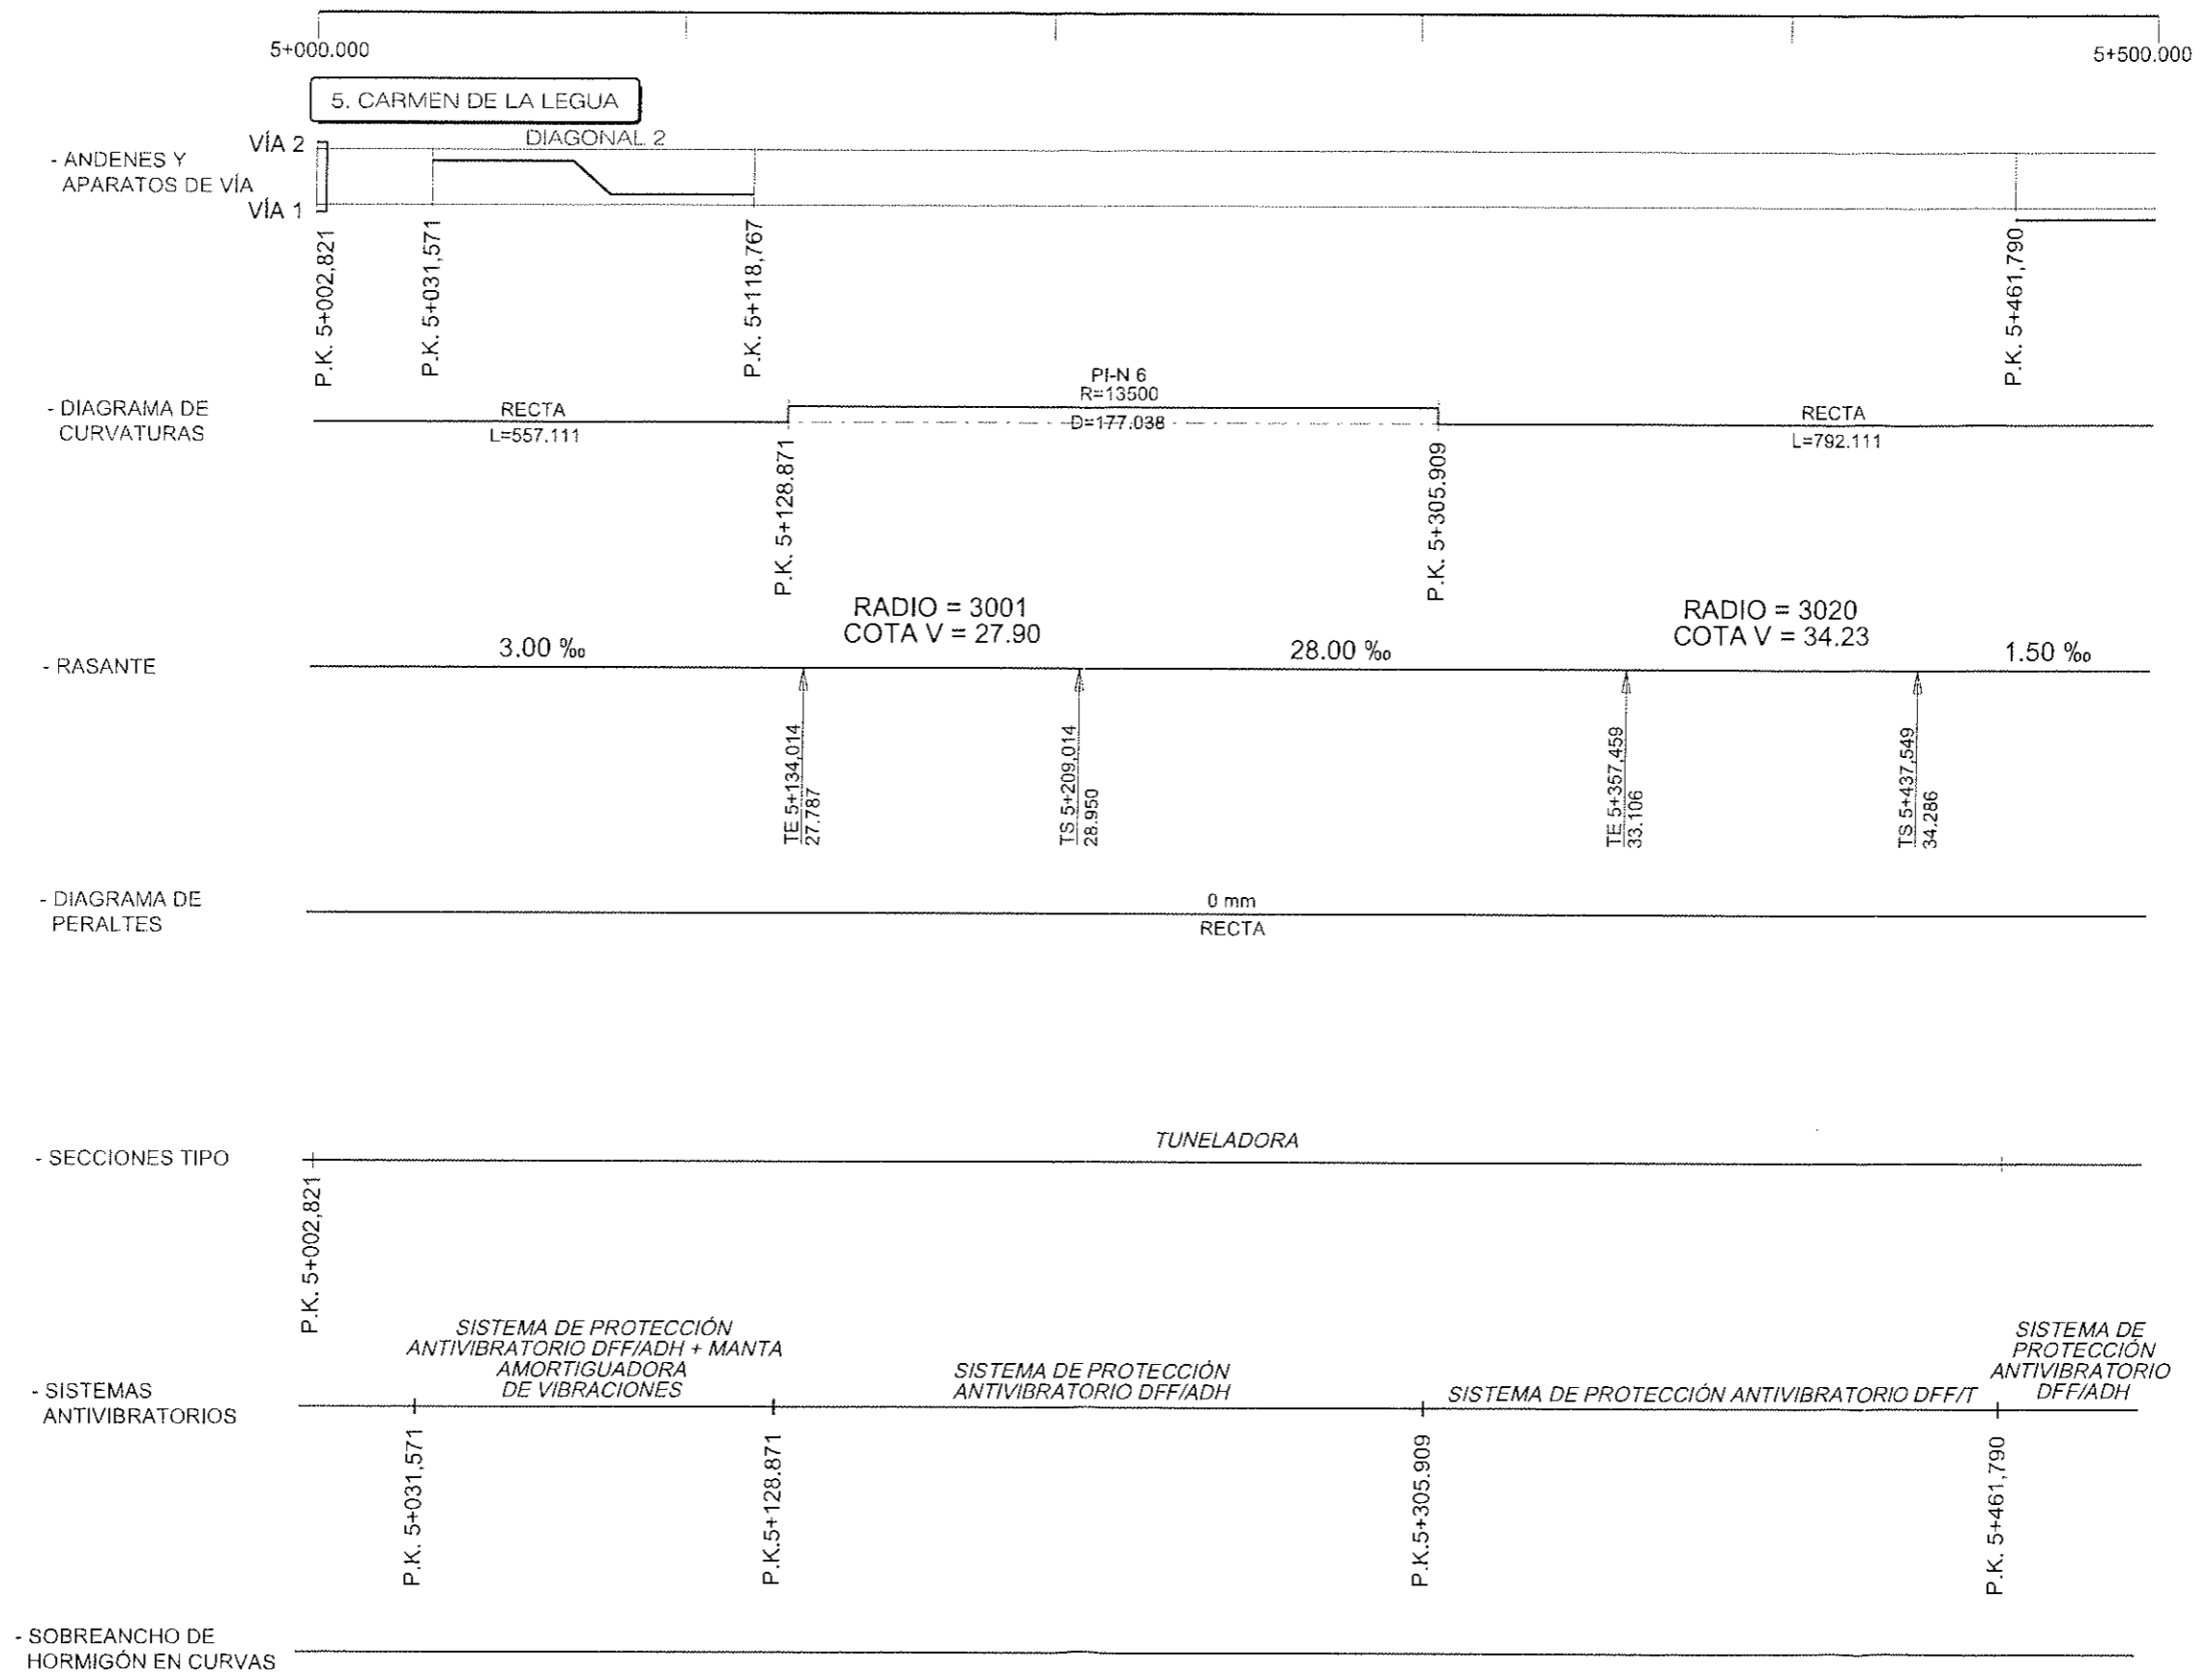 5+000.000
5+500.000
5. CARMEN DE LA LEGUA
- ANDENES Y
APARATOS DE VÍA
VÍA 2
VÍA 1
DIAGONAL 2
P.K. 5+002,821
P.K. 5+031,571
P.K. 5+118,767
P.K. 5+461,790
- DIAGRAMA DE
CURVATURAS
RECTA
L=557.111
PI-N 6
R=13500
D=177.038
RECTA
L=792.111
P.K. 5+128.871
P.K. 5+305.909
- RASANTE
3.00 ‰
RADIO = 3001
COTA V = 27.90
28.00 ‰
RADIO = 3020
COTA V = 34.23
1.50 ‰
TE 5+134,014
27.787
TS 5+209,014
28.950
TE 5+357,459
33.106
TS 5+437,549
34.286
- DIAGRAMA DE
PERALTES
0 mm
RECTA
- SECCIONES TIPO
TUNELADORA
P.K. 5+002,821
- SISTEMAS
ANTIVIBRATORIOS
SISTEMA DE PROTECCIÓN
ANTIVIBRATORIO DFF/ADH + MANTA
AMORTIGUADORA
DE VIBRACIONES
SISTEMA DE PROTECCIÓN
ANTIVIBRATORIO DFF/ADH
SISTEMA DE PROTECCIÓN ANTIVIBRATORIO DFF/T
SISTEMA DE
PROTECCIÓN
ANTIVIBRATORIO
DFF/ADH
P.K. 5+031,571
P.K.5+128.871
P.K.5+305.909
P.K. 5+461,790
- SOBREANCHO DE
HORMIGÓN EN CURVAS